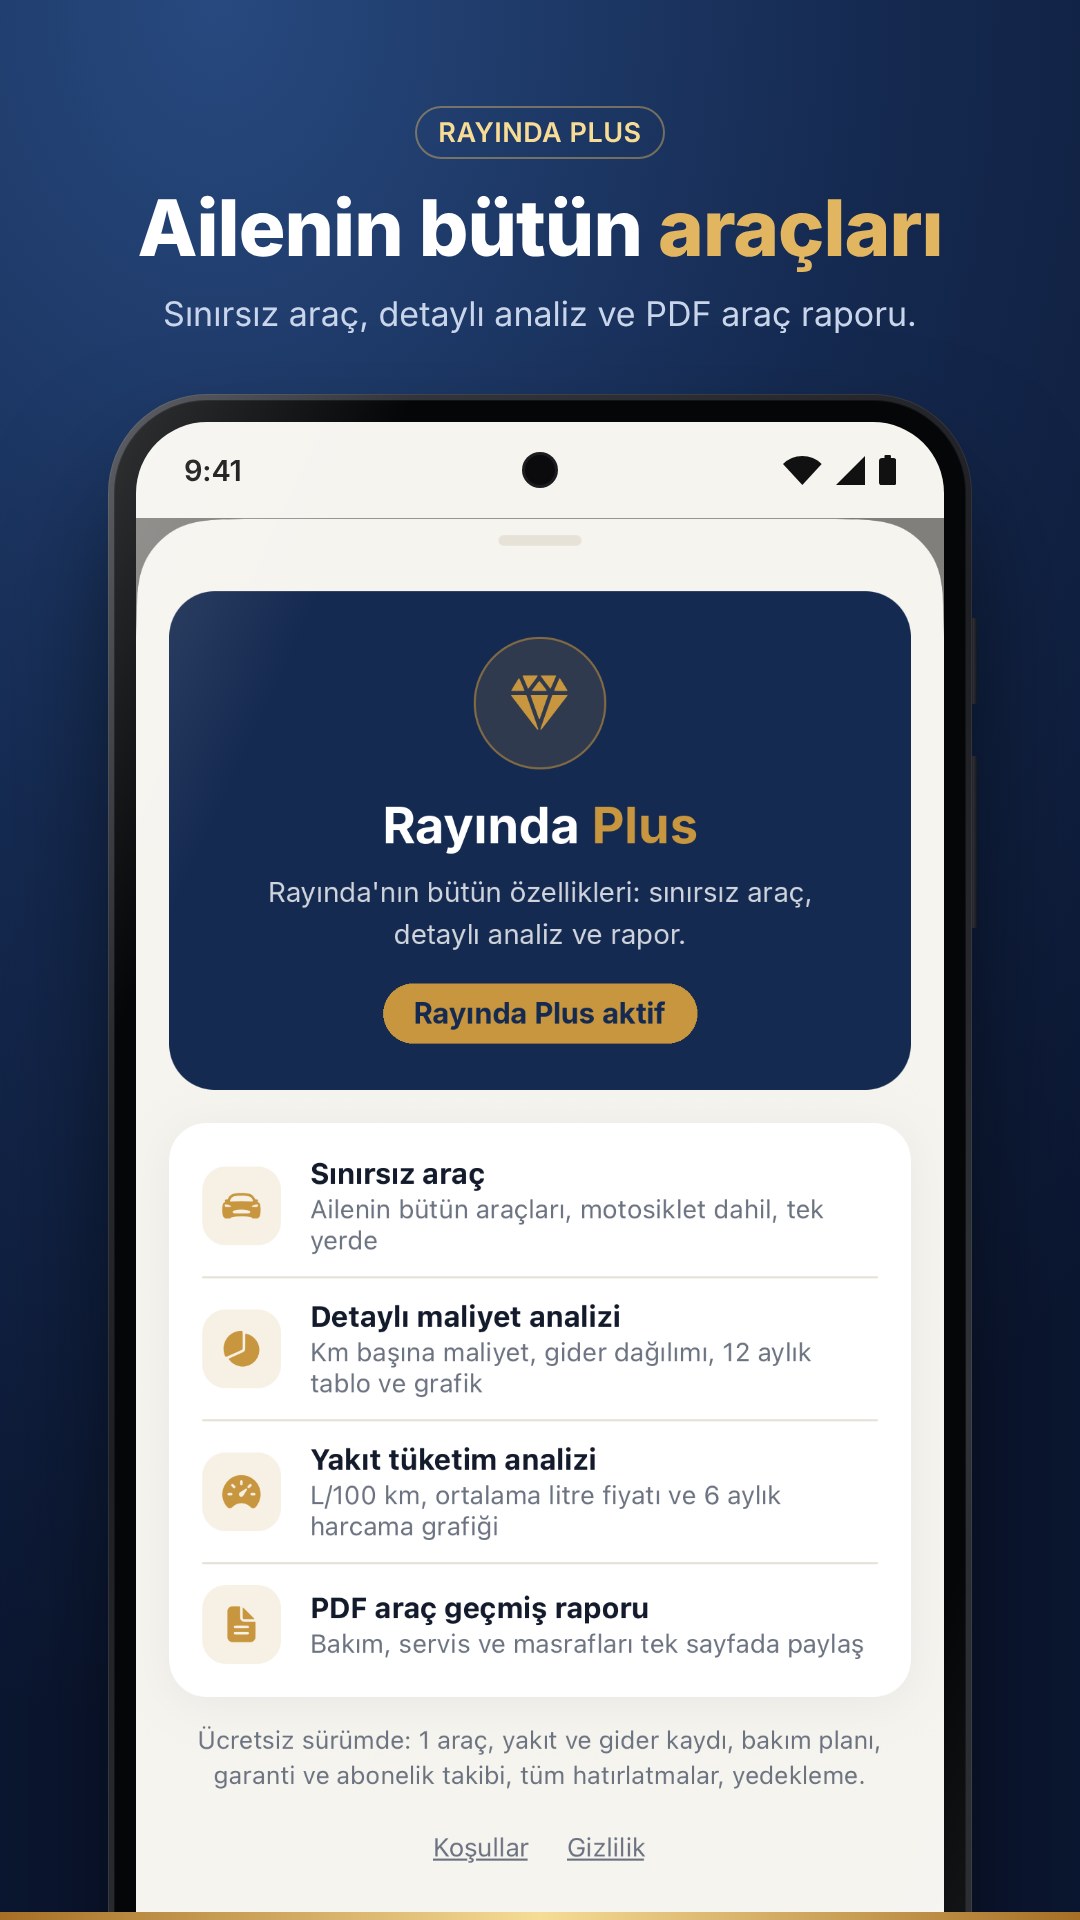 RAYINDA PLUS
Ailenin bütün araçları
Sınırsız araç, detaylı analiz ve PDF araç raporu.
9:41
Rayında Plus
Rayında'nın bütün özellikleri: sınırsız araç,
detaylı analiz ve rapor.
Rayında Plus aktif
Sınırsız araç
Ailenin bütün araçları, motosiklet dahil, tek
yerde
Detaylı maliyet analizi
Km başına maliyet, gider dağılımı, 12 aylık
tablo ve grafik
Yakıt tüketim analizi
L/100 km, ortalama litre fiyatı ve 6 aylık
harcama grafiği
PDF araç geçmiş raporu
Bakım, servis ve masrafları tek sayfada paylaş
Ücretsiz sürümde: 1 araç, yakıt ve gider kaydı, bakım planı,
garanti ve abonelik takibi, tüm hatırlatmalar, yedekleme.
Koşullar Gizlilik